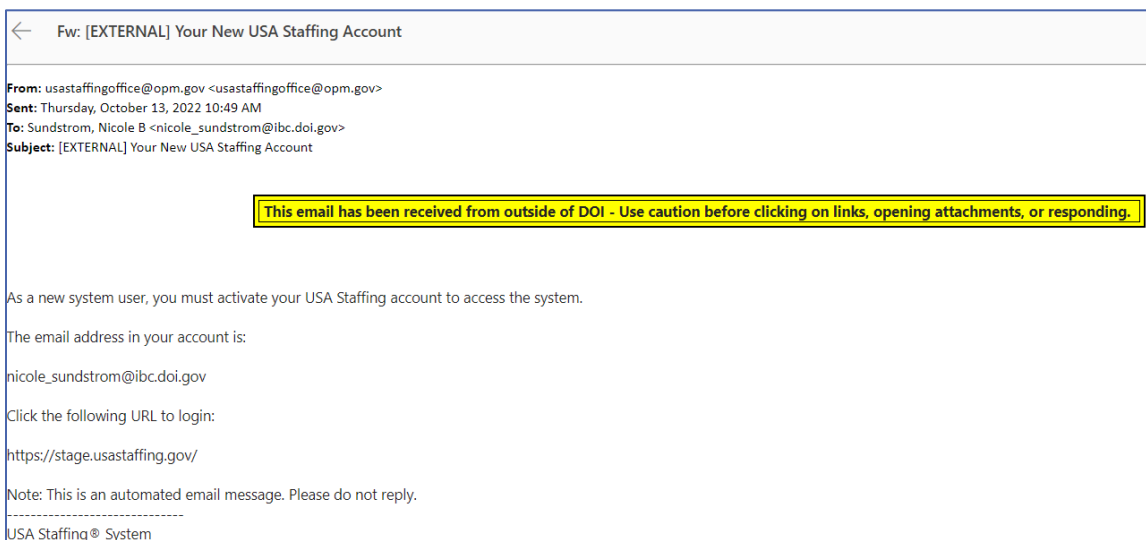 Fw: [EXTERNAL] Your New USA Staffing Account
From: usastaffingoffice@opm.gov <usastaffingoffice@opm.gov>
Sent: Thursday, October 13, 2022 10:49 AM
To: Sundstrom, Nicole B <nicole_sundstrom@ibc.doi.gov>
Subject: [EXTERNAL] Your New USA Staffing Account
This email has been received from outside of DOI - Use caution before clicking on links, opening attachments, or responding.
As a new system user, you must activate your USA Staffing account to access the system.
The email address in your account is:
nicole_sundstrom@ibc.doi.gov
Click the following URL to login:
https://stage.usastaffing.gov/
Note: This is an automated email message. Please do not reply.
------------------------------
USA Staffing® System